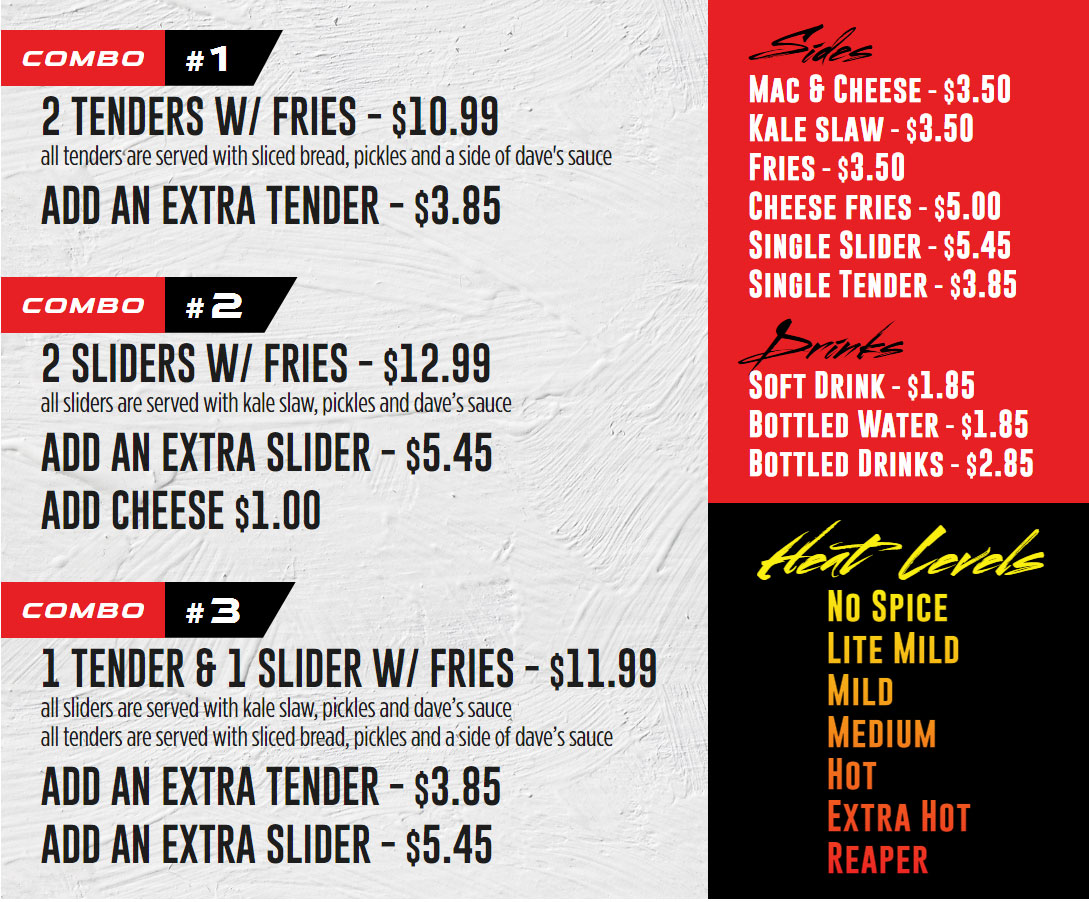 COMBO #1
2 TENDERS W/ FRIES - $10.99
all tenders are served with sliced bread, pickles and a side of dave's sauce
ADD AN EXTRA TENDER - $3.85
COMBO #2
2 SLIDERS W/ FRIES - $12.99
all sliders are served with kale slaw, pickles and dave's sauce
ADD AN EXTRA SLIDER - $5.45
ADD CHEESE $1.00
COMBO #3
1 TENDER & 1 SLIDER W/ FRIES - $11.99
all sliders are served with kale slaw, pickles and dave's sauce
all tenders are served with sliced bread, pickles and a side of dave's sauce
ADD AN EXTRA TENDER - $3.85
ADD AN EXTRA SLIDER - $5.45
Sides
MAC & CHEESE - $3.50
KALE SLAW - $3.50
FRIES - $3.50
CHEESE FRIES - $5.00
SINGLE SLIDER - $5.45
SINGLE TENDER - $3.85
Drinks
SOFT DRINK - $1.85
BOTTLED WATER - $1.85
BOTTLED DRINKS - $2.85
Heat Levels
NO SPICE
LITE MILD
MILD
MEDIUM
HOT
EXTRA HOT
REAPER